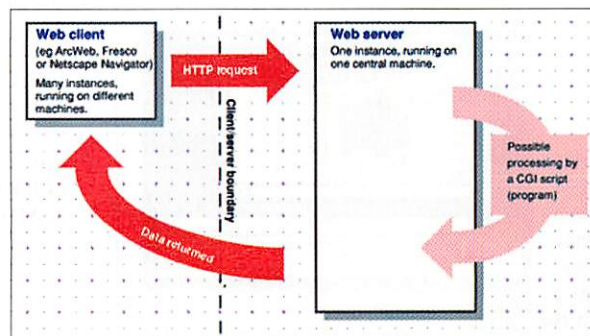 Web client
(eg ArcWeb, Fresco
or Netscape Navigator)
Many instances,
running on different
machines.
HTTP request
Web server
One instance, running on
one central machine.
Client/server boundary
Possible
processing by
a CGI script
(program)
Data returned